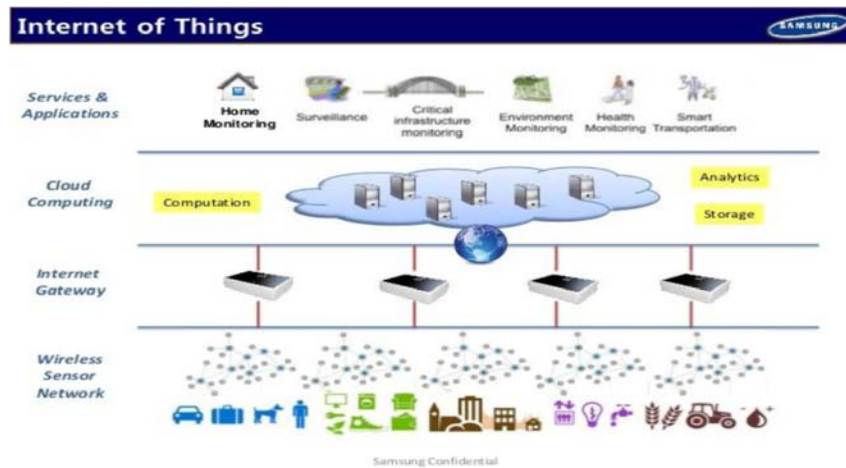 Internet of Things
SAMSUNG
Services &
Applications
Home
Monitoring
Surveillance
Critical
infrastructure
monitoring
Environment
Monitoring
Health
Monitoring
Smart
Transportation
Cloud
Computing
Computation
Analytics
Storage
Internet
Gateway
Wireless
Sensor
Network
Samsung Confidential